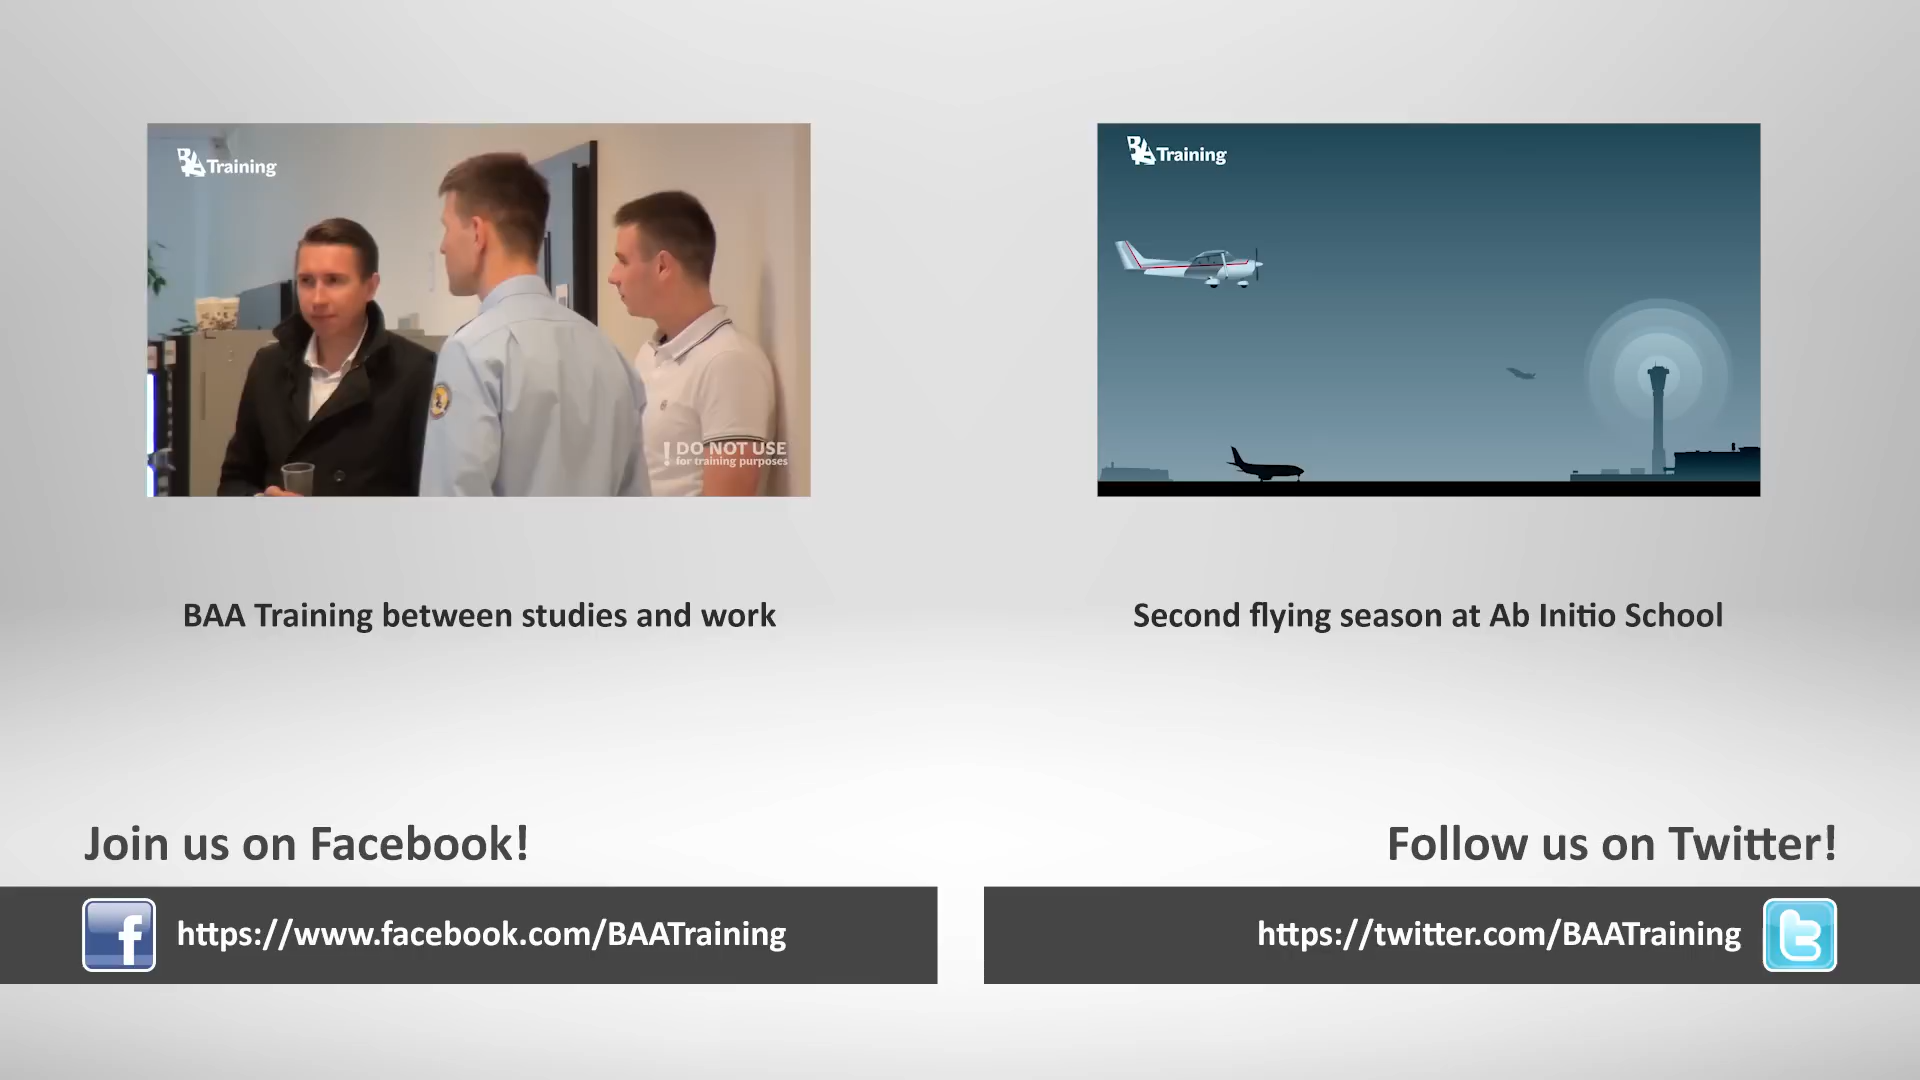 BAA Training
! DO NOT USE
for training purposes
BAA Training
BAA Training between studies and work
Second flying season at Ab Initio School
Join us on Facebook!
Follow us on Twitter!
https://www.facebook.com/BAATraining
https://twitter.com/BAATraining